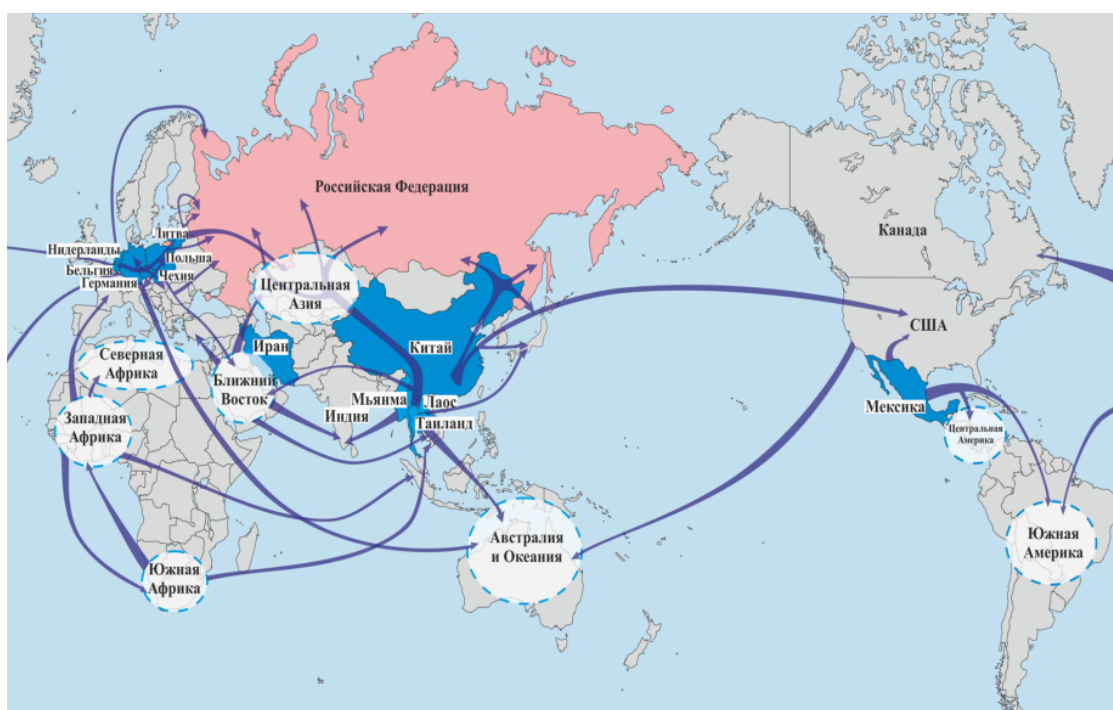 Российская Федерация
Канада
Литва
Нидерланды
Польша
Бельгия
Чехия
Германия
Центральная
Азия
США
Китай
Иран
Северная
Африка
Ближний
Восток
Мьянма
Лаос
Индия
Таиланд
Мексика
Западная
Африка
Центральная
Америка
Австралия
и Океания
Южная
Америка
Южная
Африка